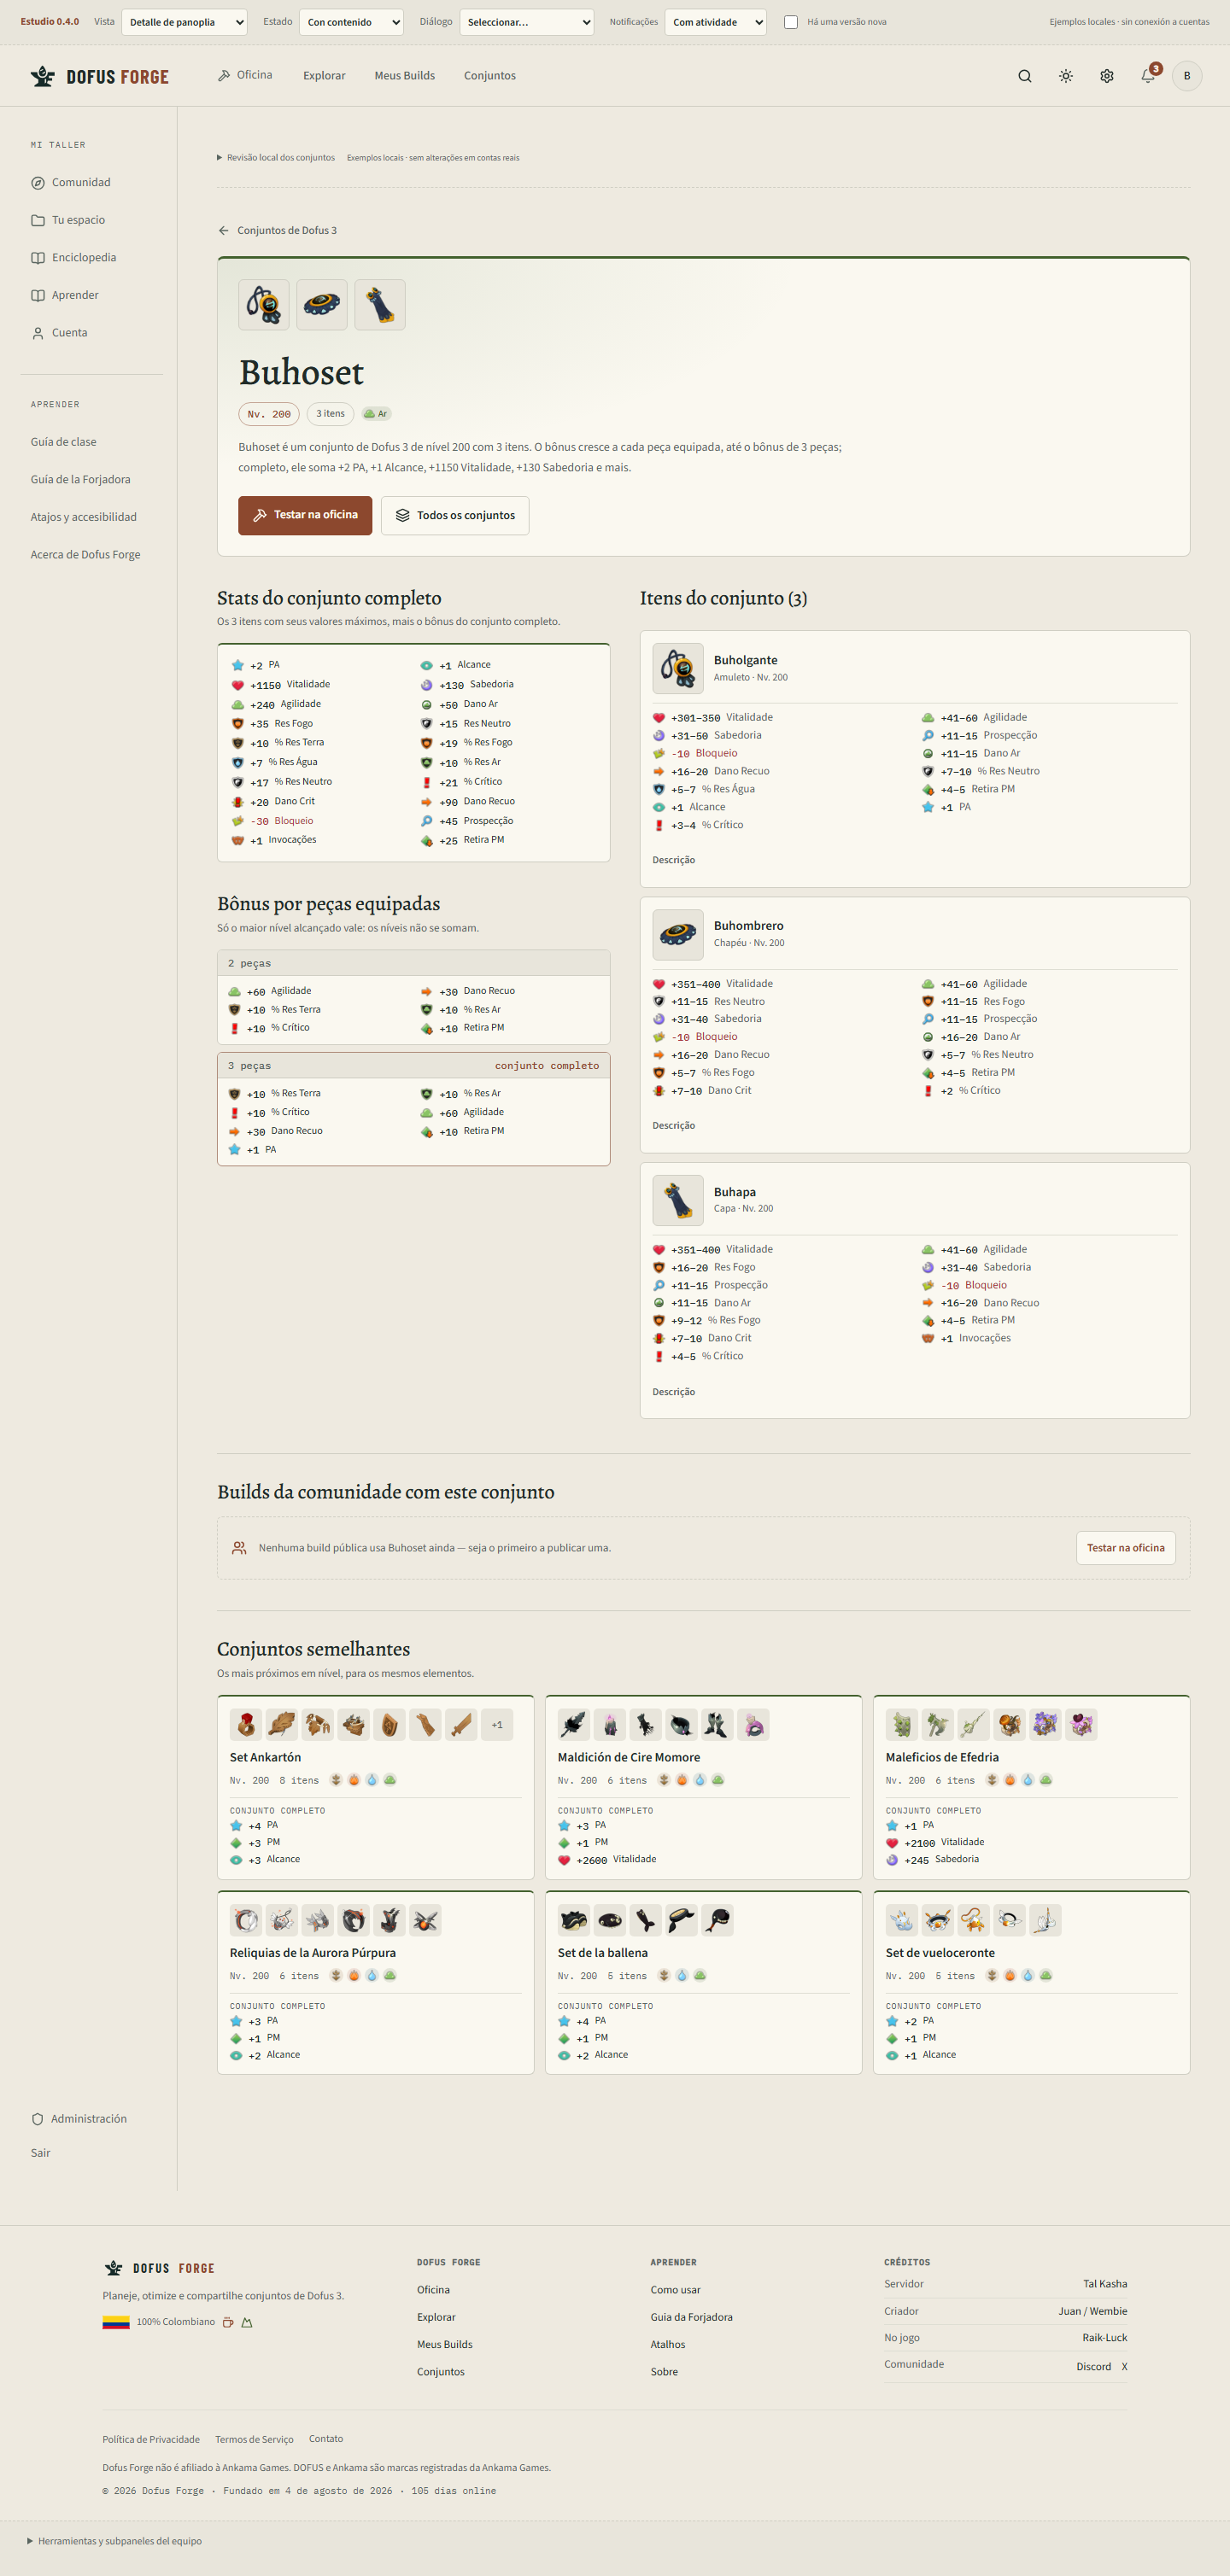 Estudio 0.4.0 Vista Detalle de panoplia Estado Con contenido Diálogo Seleccionar... Notificações Com atividade Há uma versão nova Ejemplos locales · sin conexión a cuentas
DOFUS FORGE Oficina Explorar Meus Builds Conjuntos 3 B
MI TALLER
Comunidad
Tu espacio
Enciclopedia
Aprender
Cuenta
APRENDER
Guía de clase
Guía de la Forjadora
Atajos y accesibilidad
Acerca de Dofus Forge
Administración
Sair
Revisão local dos conjuntos Exemplos locais · sem alterações em contas reais
Conjuntos de Dofus 3
Buhoset
Nv. 200 3 itens Ar
Buhoset é um conjunto de Dofus 3 de nível 200 com 3 itens. O bônus cresce a cada peça equipada, até o bônus de 3 peças;
completo, ele soma +2 PA, +1 Alcance, +1150 Vitalidade, +130 Sabedoria e mais.
Testar na oficina Todos os conjuntos
Stats do conjunto completo
Os 3 itens com seus valores máximos, mais o bônus do conjunto completo.
+2 PA +1 Alcance
+1150 Vitalidade +130 Sabedoria
+240 Agilidade +50 Dano Ar
+35 Res Fogo +15 Res Neutro
+10 % Res Terra +19 % Res Fogo
+7 % Res Água +10 % Res Ar
+17 % Res Neutro +21 % Crítico
+20 Dano Crit +90 Dano Recuo
-30 Bloqueio +45 Prospecção
+1 Invocações +25 Retira PM
Bônus por peças equipadas
Só o maior nível alcançado vale: os níveis não se somam.
2 peças
+60 Agilidade +30 Dano Recuo
+10 % Res Terra +10 % Res Ar
+10 % Crítico +10 Retira PM
3 peças conjunto completo
+10 % Res Terra +10 % Res Ar
+10 % Crítico +60 Agilidade
+30 Dano Recuo +10 Retira PM
+1 PA
Itens do conjunto (3)
Buholgante
Amuleto · Nv. 200
+301–350 Vitalidade +41–60 Agilidade
+31–50 Sabedoria +11–15 Prospecção
-10 Bloqueio +11–15 Dano Ar
+16–20 Dano Recuo +7–10 % Res Neutro
+5–7 % Res Água +4–5 Retira PM
+1 Alcance +1 PA
+3–4 % Crítico
Descrição
Buhombrero
Chapéu · Nv. 200
+351–400 Vitalidade +41–60 Agilidade
+11–15 Res Neutro +11–15 Res Fogo
+31–40 Sabedoria +11–15 Prospecção
-10 Bloqueio +16–20 Dano Ar
+16–20 Dano Recuo +5–7 % Res Neutro
+5–7 % Res Fogo +4–5 Retira PM
+7–10 Dano Crit +2 % Crítico
Descrição
Buhapa
Capa · Nv. 200
+351–400 Vitalidade +41–60 Agilidade
+16–20 Res Fogo +31–40 Sabedoria
+11–15 Prospecção -10 Bloqueio
+11–15 Dano Ar +16–20 Dano Recuo
+9–12 % Res Fogo +4–5 Retira PM
+7–10 Dano Crit +1 Invocações
+4–5 % Crítico
Descrição
Builds da comunidade com este conjunto
Nenhuma build pública usa Buhoset ainda — seja o primeiro a publicar uma. Testar na oficina
Conjuntos semelhantes
Os mais próximos em nível, para os mesmos elementos.
+1
Set Ankartón
Nv. 200 8 itens
CONJUNTO COMPLETO
+4 PA
+3 PM
+3 Alcance
Maldición de Cire Momore
Nv. 200 6 itens
CONJUNTO COMPLETO
+3 PA
+1 PM
+2600 Vitalidade
Maleficios de Efedria
Nv. 200 6 itens
CONJUNTO COMPLETO
+1 PA
+2100 Vitalidade
+245 Sabedoria
Reliquias de la Aurora Púrpura
Nv. 200 6 itens
CONJUNTO COMPLETO
+3 PA
+1 PM
+2 Alcance
Set de la ballena
Nv. 200 5 itens
CONJUNTO COMPLETO
+4 PA
+1 PM
+2 Alcance
Set de vueloceronte
Nv. 200 5 itens
CONJUNTO COMPLETO
+2 PA
+1 PM
+1 Alcance
DOFUS FORGE
Planeje, otimize e compartilhe conjuntos de Dofus 3.
100% Colombiano
DOFUS FORGE
Oficina
Explorar
Meus Builds
Conjuntos
APRENDER
Como usar
Guia da Forjadora
Atalhos
Sobre
CRÉDITOS
Servidor Tal Kasha
Criador Juan / Wembie
No jogo Raik-Luck
Comunidade Discord X
Política de Privacidade Termos de Serviço Contato
Dofus Forge não é afiliado à Ankama Games. DOFUS e Ankama são marcas registradas da Ankama Games.
© 2026 Dofus Forge · Fundado em 4 de agosto de 2026 · 105 dias online
Herramientas y subpaneles del equipo